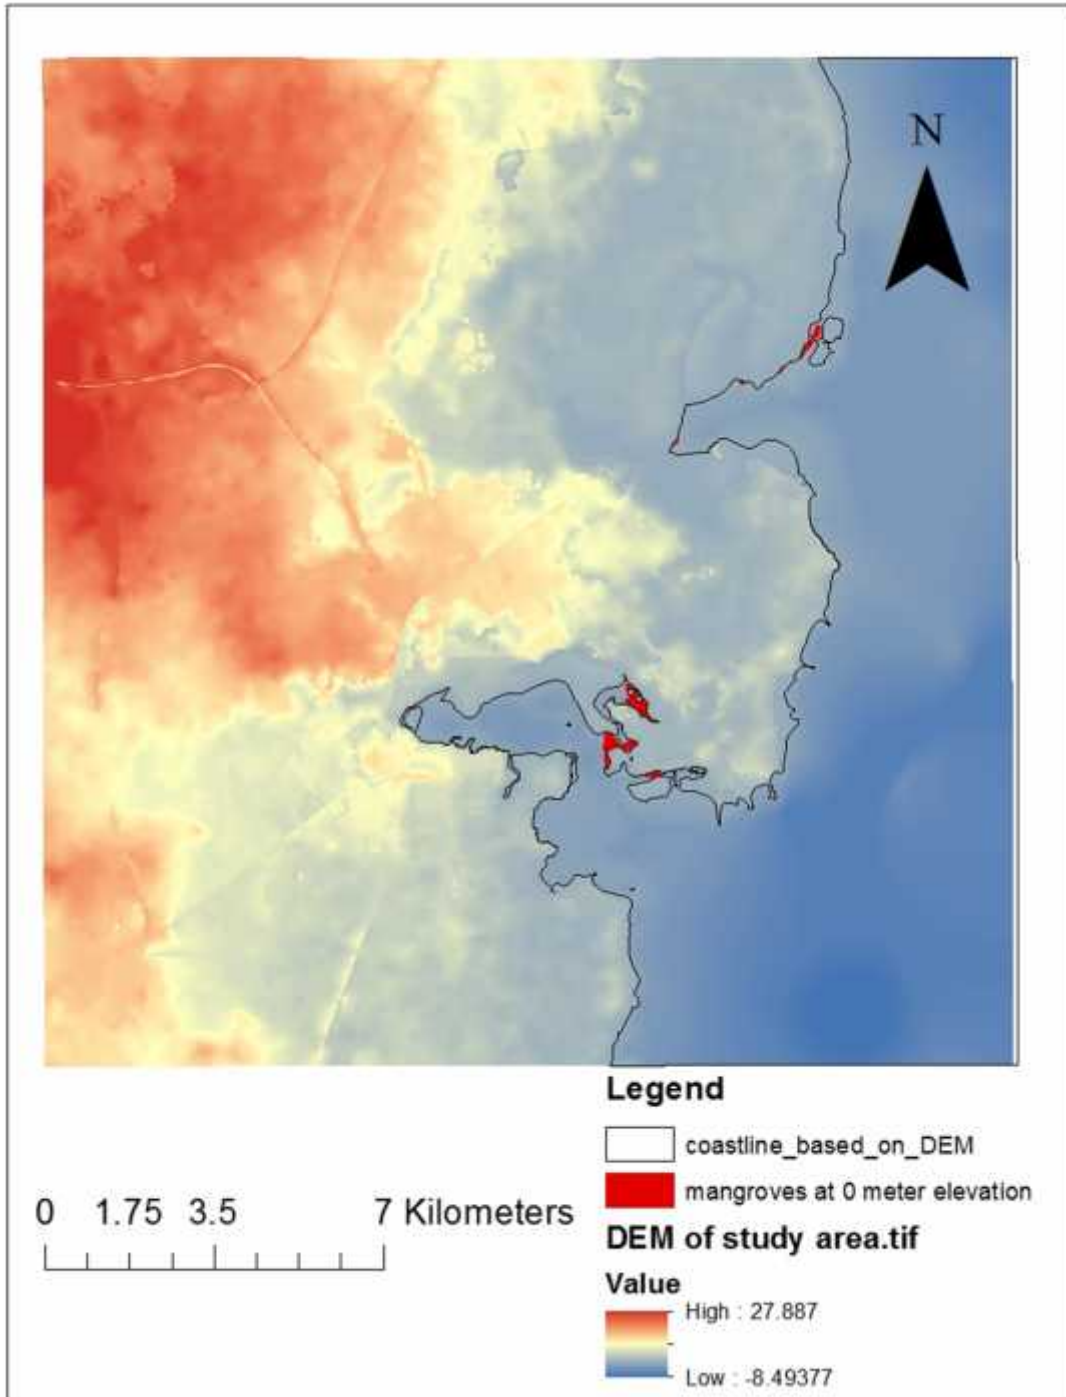 N
Legend
coastline_based_on_DEM
mangroves at 0 meter elevation
0 1.75 3.5 7 Kilometers
DEM of study area.tif
Value
High : 27.887
Low : -8.49377